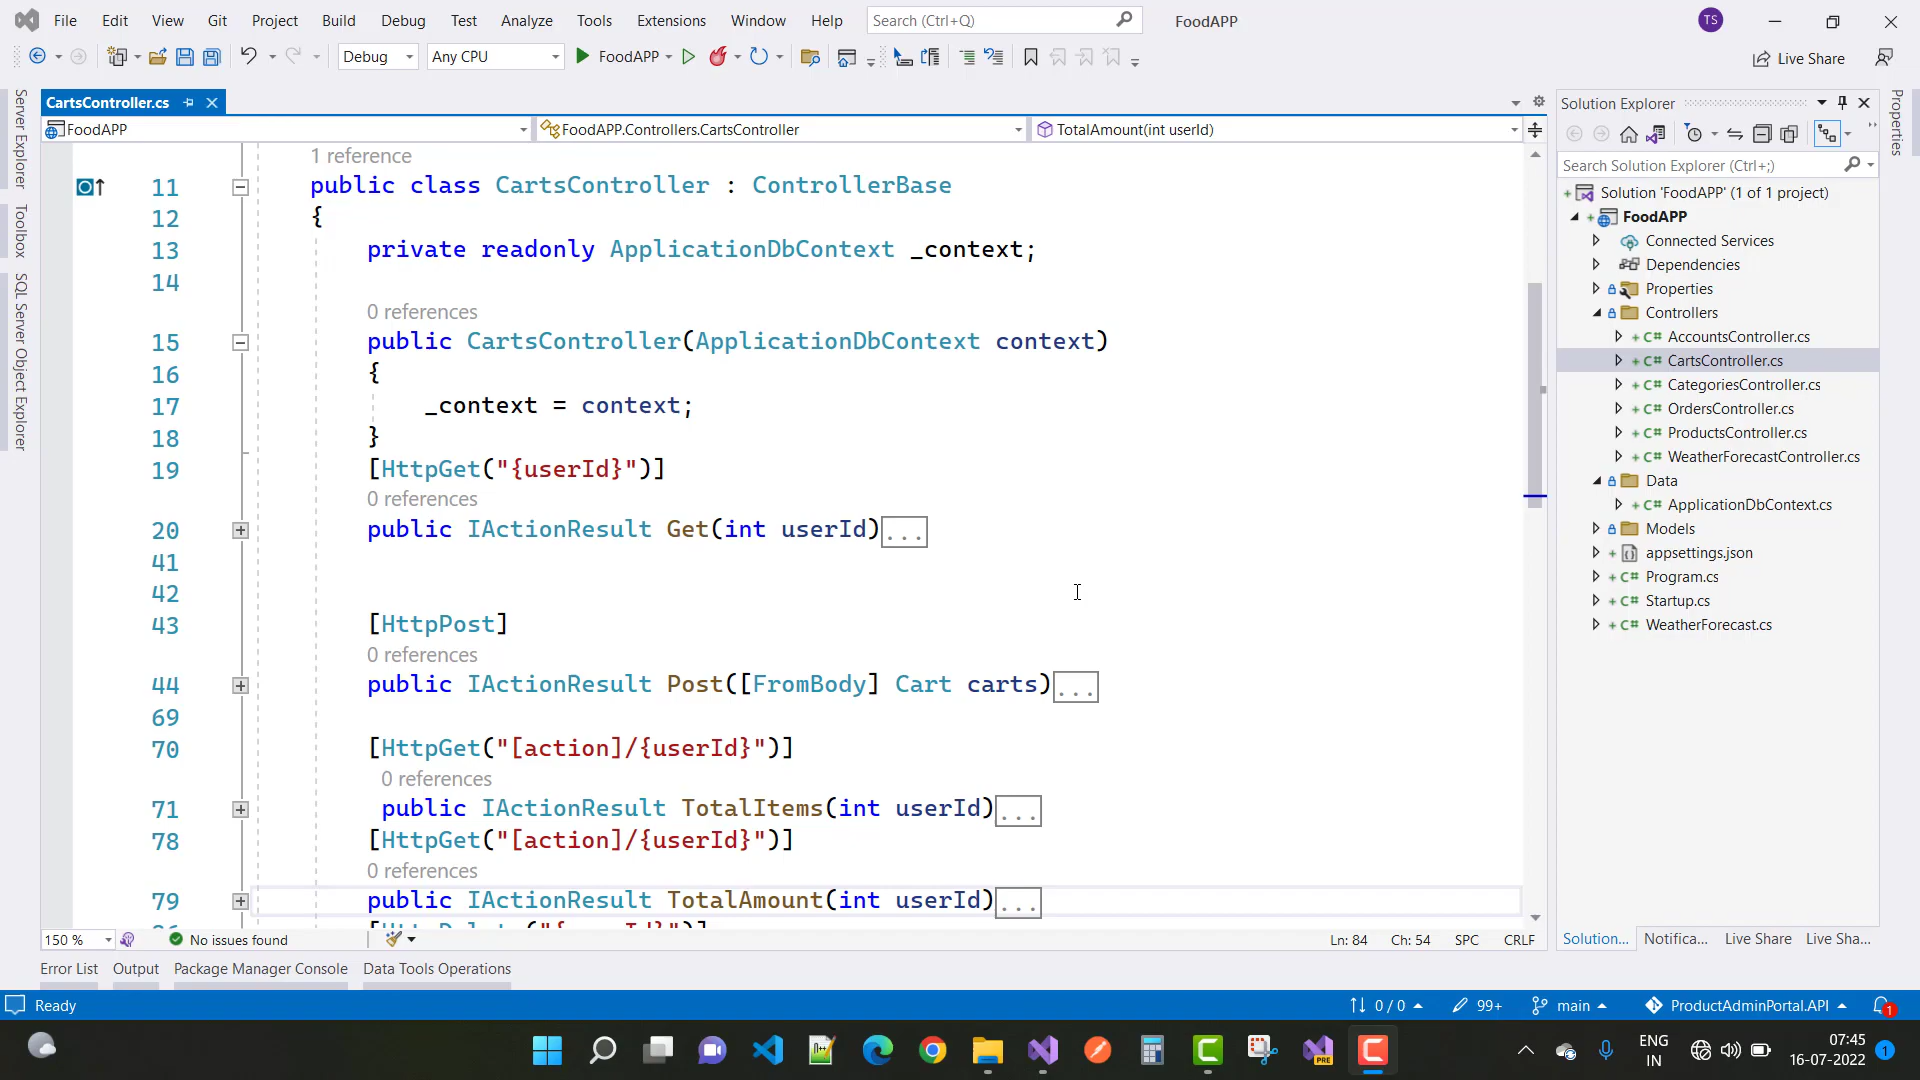 File Edit View Git Project Build Debug Test Analyze Tools Extensions Window Help Search (Ctrl+Q) FoodAPP TS
Debug Any CPU FoodAPP Live Share
Server Explorer
Toolbox
SQL Server Object Explorer
CartsController.cs
FoodAPP FoodAPP.Controllers.CartsController TotalAmount(int userId)
1 reference
11 public class CartsController : ControllerBase
12 {
13 private readonly ApplicationDbContext _context;
14
0 references
15 public CartsController(ApplicationDbContext context)
16 {
17 _context = context;
18 }
19 [HttpGet("{userId}")]
0 references
20 public IActionResult Get(int userId)...
41
42
43 [HttpPost]
0 references
44 public IActionResult Post([FromBody] Cart carts)...
69
70 [HttpGet("[action]/{userId}")]
0 references
71 public IActionResult TotalItems(int userId)...
78 [HttpGet("[action]/{userId}")]
0 references
79 public IActionResult TotalAmount(int userId)...
150 % No issues found Ln: 84 Ch: 54 SPC CRLF
Solution Explorer
Search Solution Explorer (Ctrl+;)
Solution 'FoodAPP' (1 of 1 project)
FoodAPP
Connected Services
Dependencies
Properties
Controllers
C# AccountsController.cs
C# CartsController.cs
C# CategoriesController.cs
C# OrdersController.cs
C# ProductsController.cs
C# WeatherForecastController.cs
Data
C# ApplicationDbContext.cs
Models
appsettings.json
C# Program.cs
C# Startup.cs
C# WeatherForecast.cs
Solution... Notifica... Live Share Live Sha...
Properties
Error List Output Package Manager Console Data Tools Operations
Ready 0 / 0 99+ main ProductAdminPortal.API 1
PRE
ENG
IN
07:45
16-07-2022
1